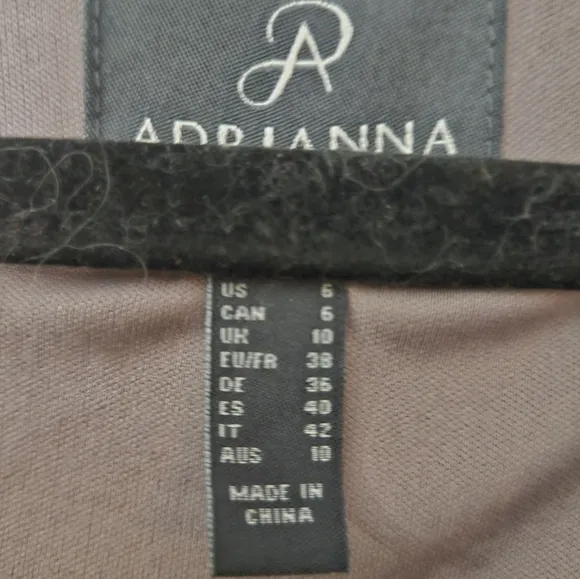 ADRIANNA
US 6
CAN 6
UK 10
EU/FR 38
DE 36
ES 40
IT 42
AUS 10
MADE IN
CHINA